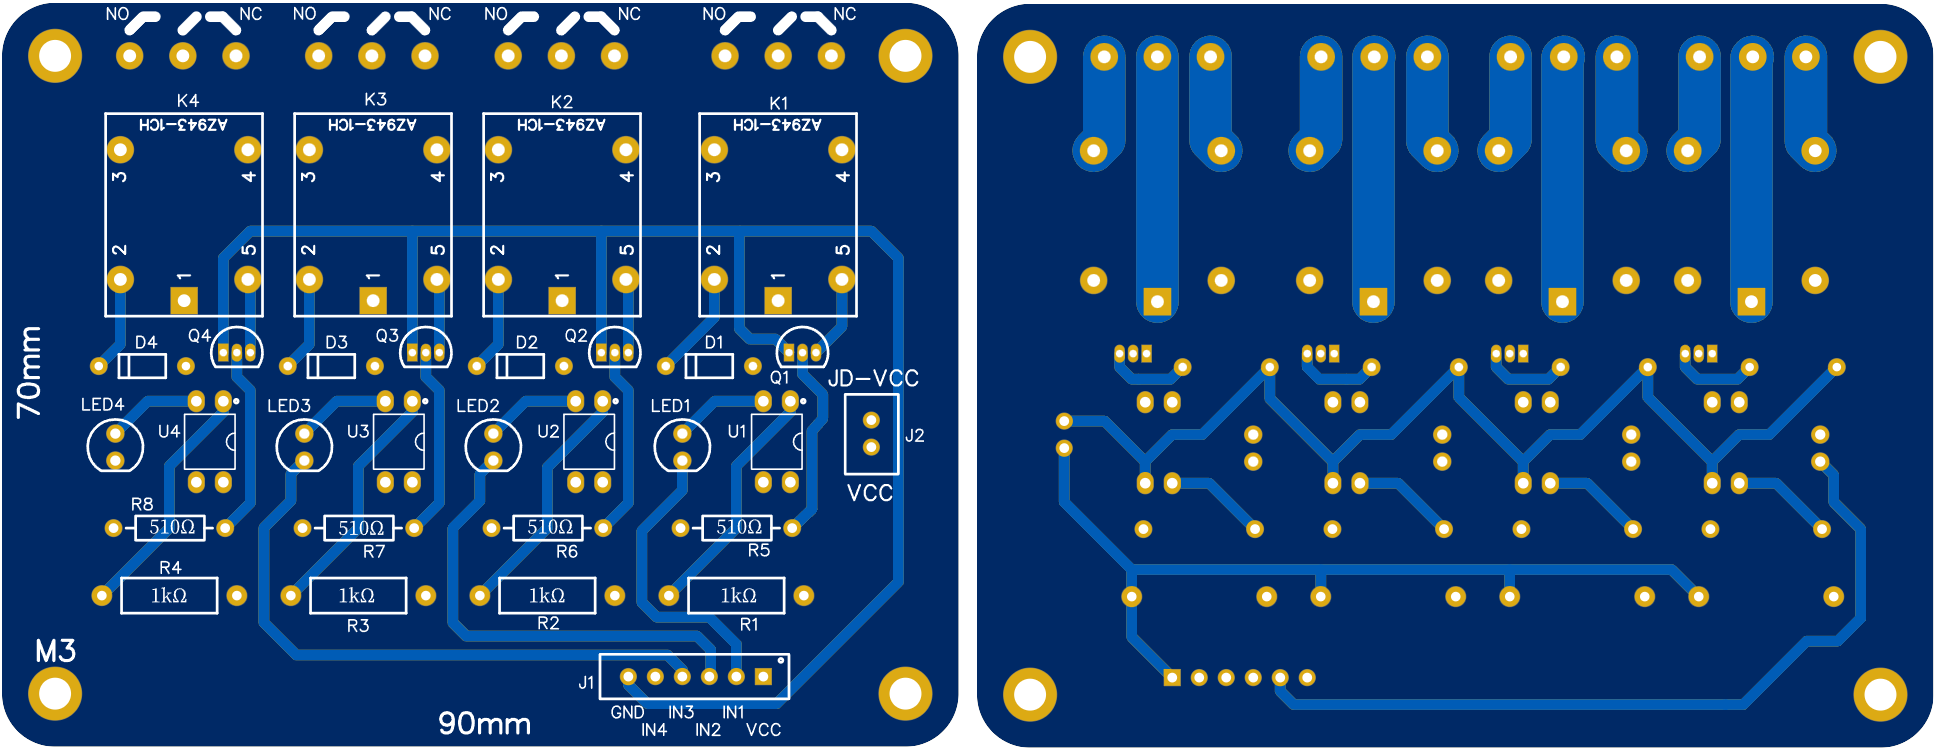 NO NC NO NC NO NC NO NC
K4 K3 K2 K1
AZ943-1CH AZ943-1CH AZ943-1CH AZ943-1CH
3 4 3 4 3 4 3 4
2 5 2 5 2 5 2 5
1 1 1 1
Q4 Q3 Q2
D4 D3 D2 D1
Q1
70mm
JD-VCC
LED4 LED3 LED2 LED1
U4 U3 U2 U1 J2
VCC
R8
510Ω 510Ω 510Ω 510Ω
R7 R6 R5
R4
1kΩ 1kΩ 1kΩ 1kΩ
R3 R2 R1
M3
J1
90mm
GND IN3 IN1
IN4 IN2 VCC